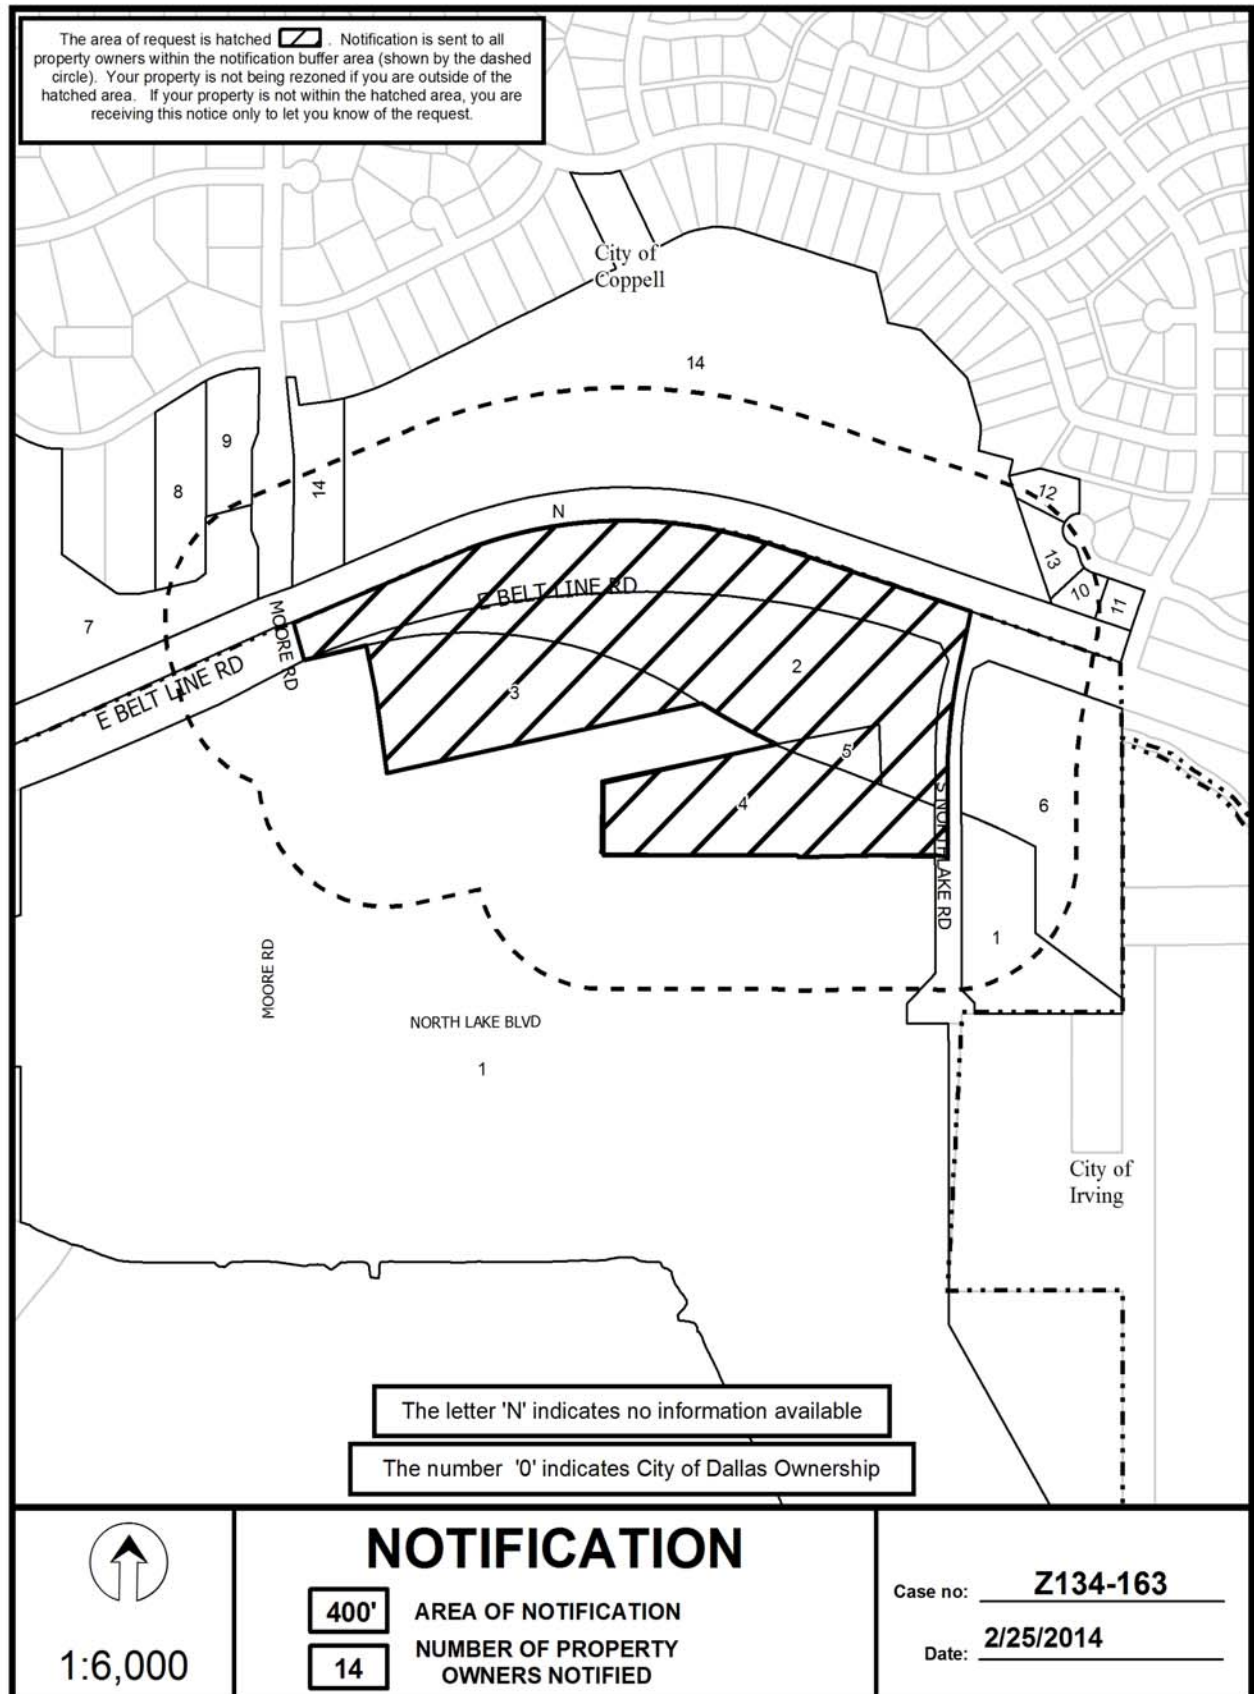 The area of request is hatched . Notification is sent to all
property owners within the notification buffer area (shown by the dashed
circle). Your property is not being rezoned if you are outside of the
hatched area. If your property is not within the hatched area, you are
receiving this notice only to let you know of the request.
City of
Coppell
14
9
8
14
12
N
13
10
11
E BELT LINE RD
MOORE RD
7
2
E BELT LINE RD
3
5
4
6
S NORTH LAKE RD
1
MOORE RD
NORTH LAKE BLVD
1
City of
Irving
The letter 'N' indicates no information available
The number '0' indicates City of Dallas Ownership
1:6,000
NOTIFICATION
400' AREA OF NOTIFICATION
14 NUMBER OF PROPERTY
OWNERS NOTIFIED
Case no: Z134-163
Date: 2/25/2014